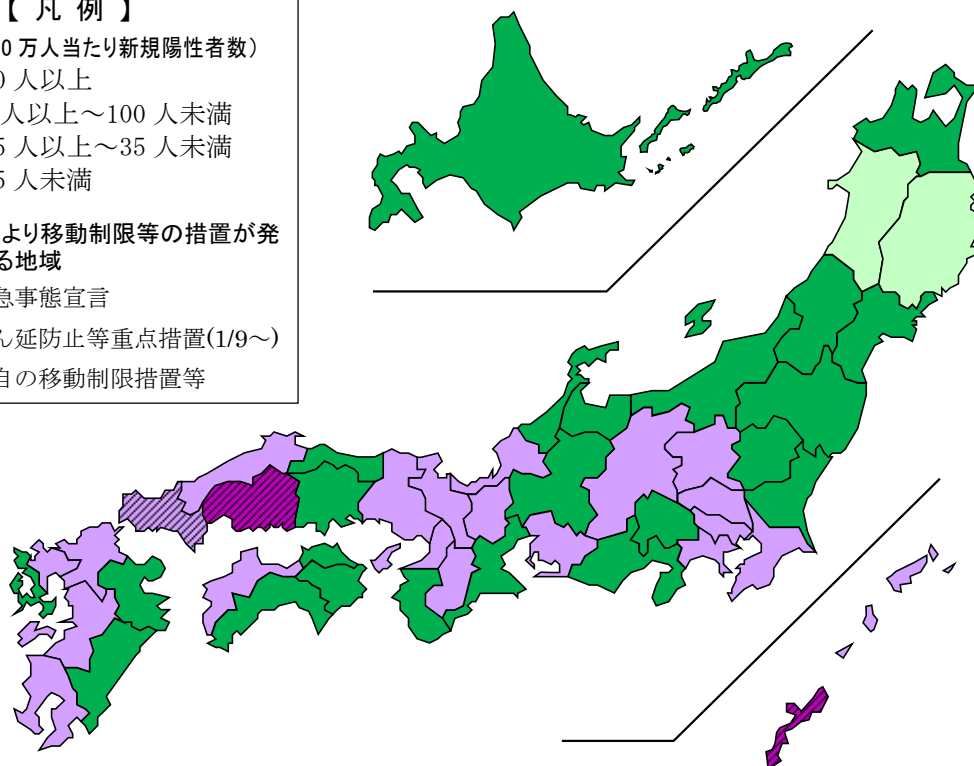 【 凡 例 】
0 万人当たり新規陽性者数）
0 人以上
人以上～100 人未満
5 人以上～35 人未満
5 人未満
より移動制限等の措置が発
る地域
急事態宣言
ん延防止等重点措置(1/9～)
自の移動制限措置等